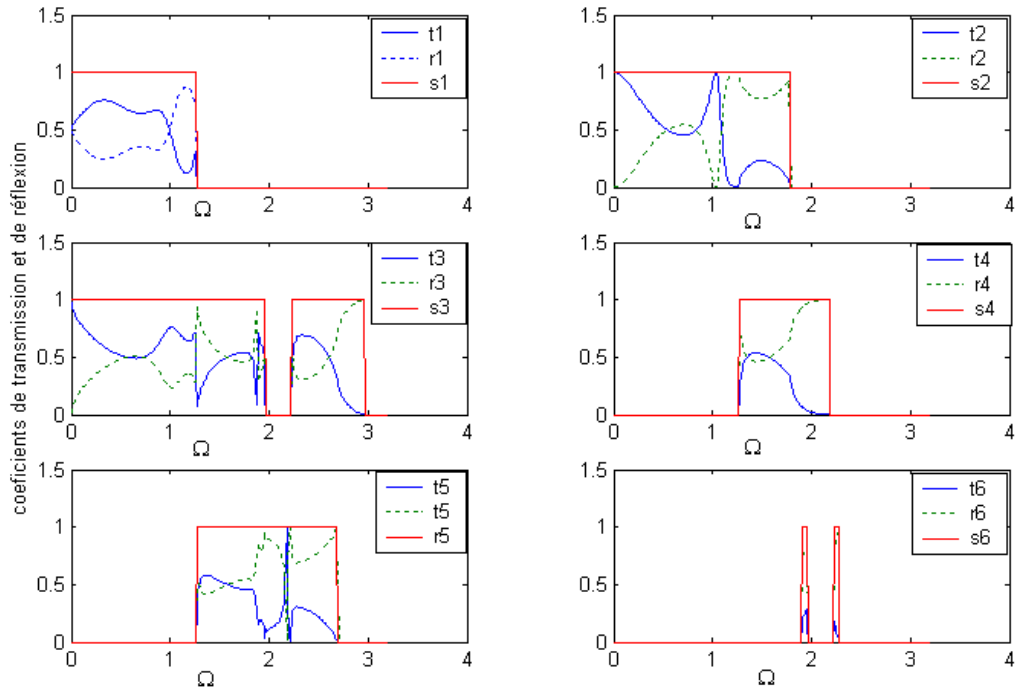 coeficients de transmission et de réflexion
1.5
1
0.5
0
0 1 2 3 4
Ω
t1
r1
s1
1.5
1
0.5
0
0 1 2 3 4
Ω
t2
r2
s2
1.5
1
0.5
0
0 1 2 3 4
Ω
t3
r3
s3
1.5
1
0.5
0
0 1 2 3 4
Ω
t4
r4
s4
1.5
1
0.5
0
0 1 2 3 4
Ω
t5
t5
r5
1.5
1
0.5
0
0 1 2 3 4
Ω
t6
r6
s6